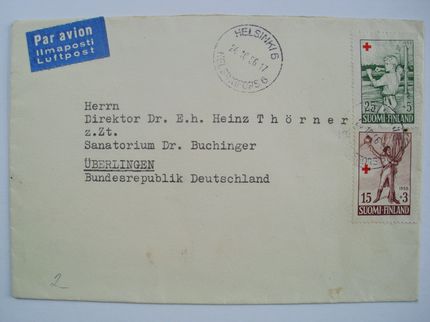 Par avion
Ilmaposti
Luftpost
HELSINKI 6
HELSINGFORS 6
Herrn
Direktor Dr. E.h. Heinz T h ö r n e r
z.Zt.
Sanatorium Dr. Buchinger
ÜBERLINGEN
Bundesrepublik Deutschland
25 5
SUOMI-FINLAND
15 +3
SUOMI-FINLAND
2